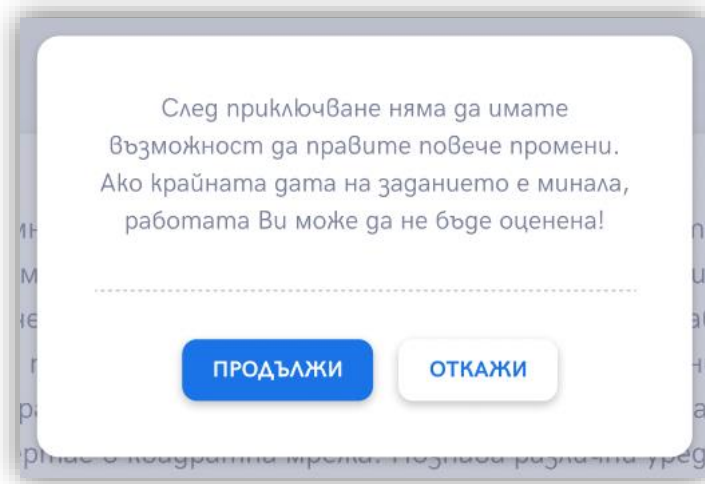 След приключване няма да имате
възможност да правите повече промени.
Ако крайната дата на заданието е минала,
работата Ви може да не бъде оценена!
ПРОДЪЛЖИ
ОТКАЖИ